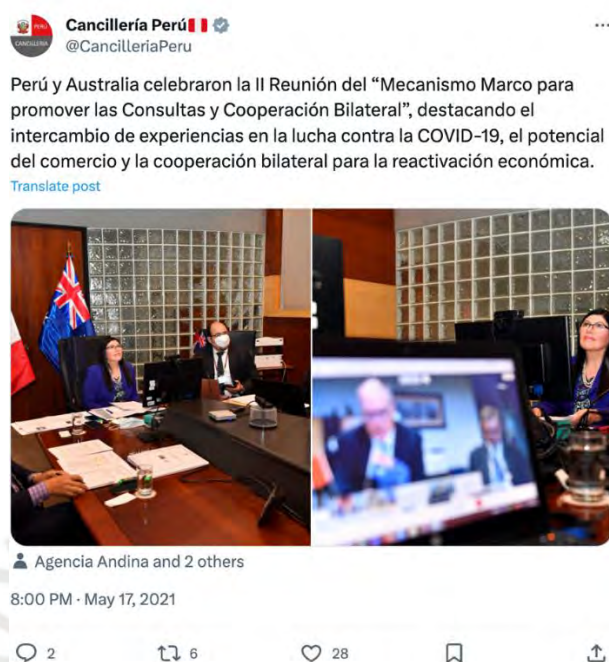 Cancillería Perú🇵🇪
@CancilleriaPeru
PERÚ
CANCILLERÍA
Perú y Australia celebraron la II Reunión del “Mecanismo Marco para
promover las Consultas y Cooperación Bilateral”, destacando el
intercambio de experiencias en la lucha contra la COVID-19, el potencial
del comercio y la cooperación bilateral para la reactivación económica.
Translate post
Agencia Andina and 2 others
8:00 PM · May 17, 2021
2
6
28